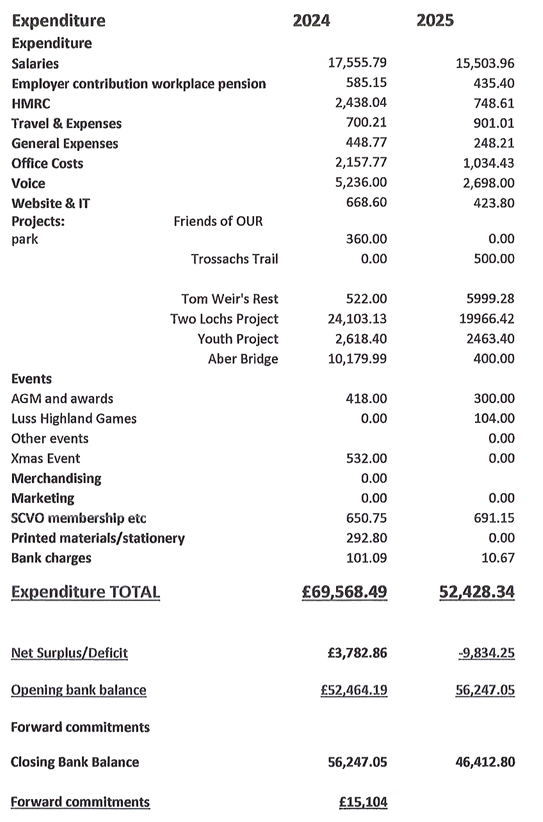 Expenditure 2024 2025
Expenditure
Salaries 17,555.79 15,503.96
Employer contribution workplace pension 585.15 435.40
HMRC 2,438.04 748.61
Travel & Expenses 700.21 901.01
General Expenses 448.77 248.21
Office Costs 2,157.77 1,034.43
Voice 5,236.00 2,698.00
Website & IT 668.60 423.80
Projects: Friends of OUR
park 360.00 0.00
Trossachs Trail 0.00 500.00
Tom Weir's Rest 522.00 5999.28
Two Lochs Project 24,103.13 19966.42
Youth Project 2,618.40 2463.40
Aber Bridge 10,179.99 400.00
Events
AGM and awards 418.00 300.00
Luss Highland Games 0.00 104.00
Other events 0.00
Xmas Event 532.00 0.00
Merchandising 0.00
Marketing 0.00 0.00
SCVO membership etc 650.75 691.15
Printed materials/stationery 292.80 0.00
Bank charges 101.09 10.67
Expenditure TOTAL £69,568.49 52,428.34
Net Surplus/Deficit £3,782.86 -9,834.25
Opening bank balance £52,464.19 56,247.05
Forward commitments
Closing Bank Balance 56,247.05 46,412.80
Forward commitments £15,104